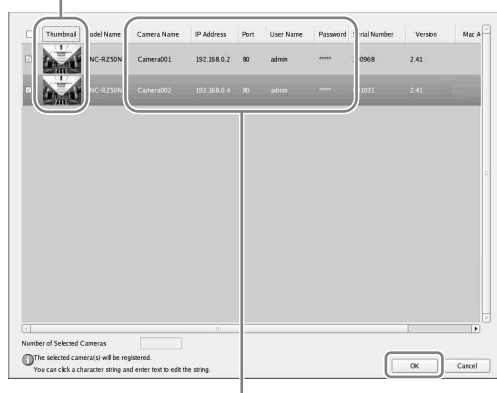 Thumbnail odel Name Camera Name IP Address Port User Name Password Serial Number Version Mac A
NC-RZ50N Camera001 192.168.0.2 80 admin ***** 0968 2.41
NC-RZ50N Camera002 192.168.0.4 80 admin ***** 1031 2.41
Number of Selected Cameras
The selected camera(s) will be registered.
You can click a character string and enter text to edit the string.
OK Cancel